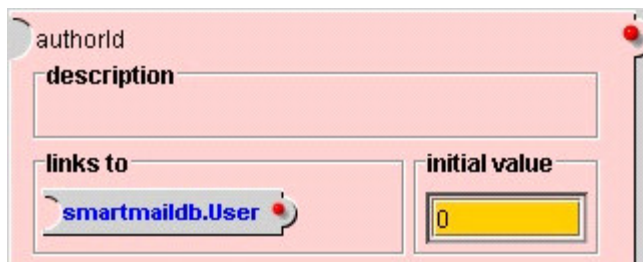 authorId
description
links to
initial value
smartmaildb.User
0